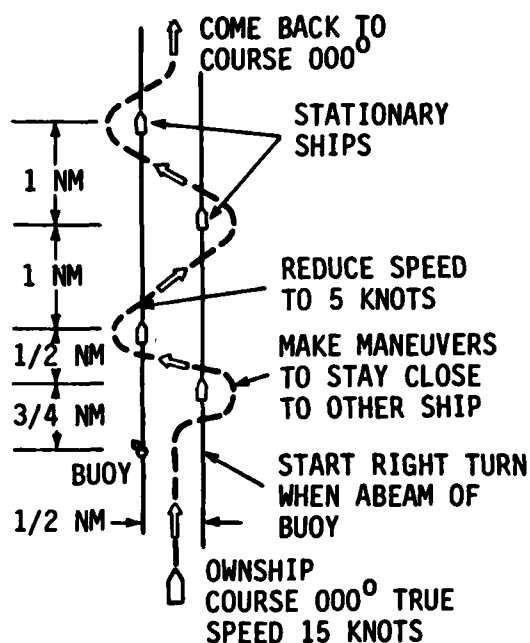 COME BACK TO
COURSE 000°
STATIONARY
SHIPS
1 NM
1 NM
REDUCE SPEED
TO 5 KNOTS
1/2 NM
MAKE MANEUVERS
TO STAY CLOSE
TO OTHER SHIP
3/4 NM
BUOY
START RIGHT TURN
WHEN ABEAM OF
BUOY
1/2 NM
OWNSHIP
COURSE 000° TRUE
SPEED 15 KNOTS